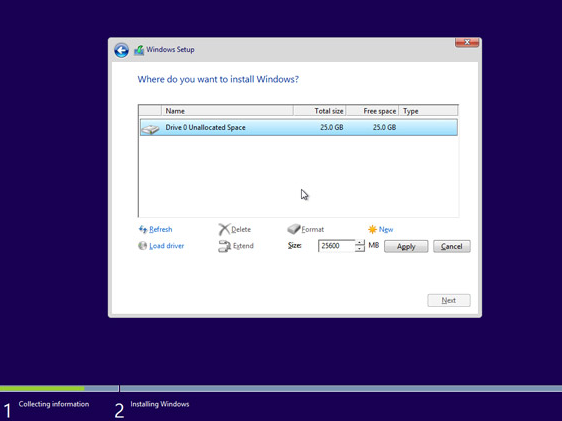 Windows Setup
Where do you want to install Windows?
Name Total size Free space Type
Drive 0 Unallocated Space 25.0 GB 25.0 GB
Refresh Delete Format New
Load driver Extend Size: 25600 MB Apply Cancel
Next
1 Collecting information 2 Installing Windows